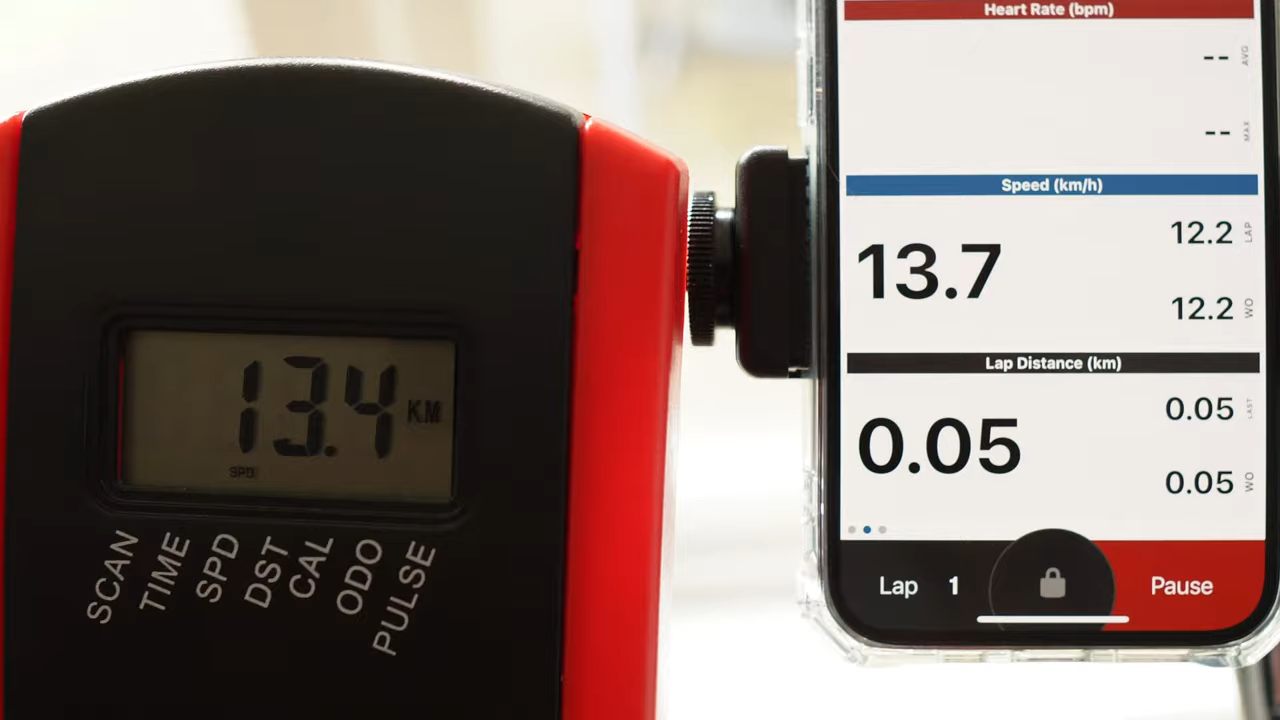 13.4 KM
SPD
SCAN
TIME
SPD
DST
CAL
ODO
PULSE
Heart Rate (bpm)
-- AVG
-- MAX
Speed (km/h)
13.7
12.2 LAP
12.2 WO
Lap Distance (km)
0.05
0.05 LAST
0.05 WO
Lap 1
Pause